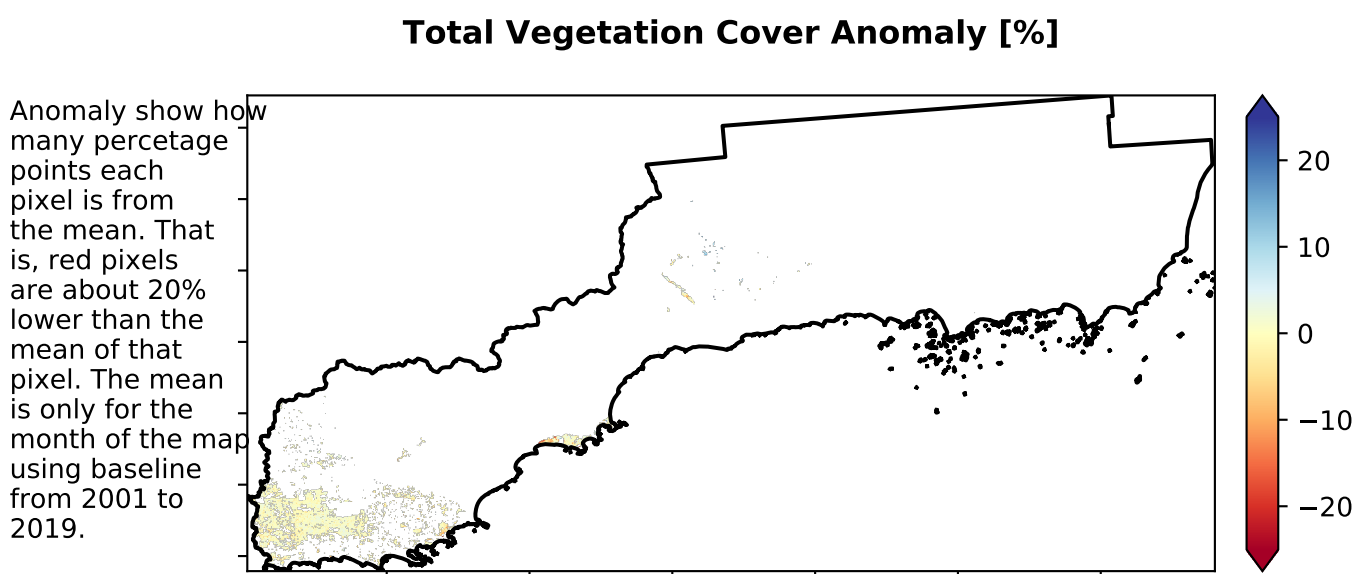 Total Vegetation Cover Anomaly [%]
Anomaly show how
many percetage
points each
pixel is from
the mean. That
is, red pixels
are about 20%
lower than the
mean of that
pixel. The mean
is only for the
month of the map
using baseline
from 2001 to
2019.
20
10
0
−10
−20